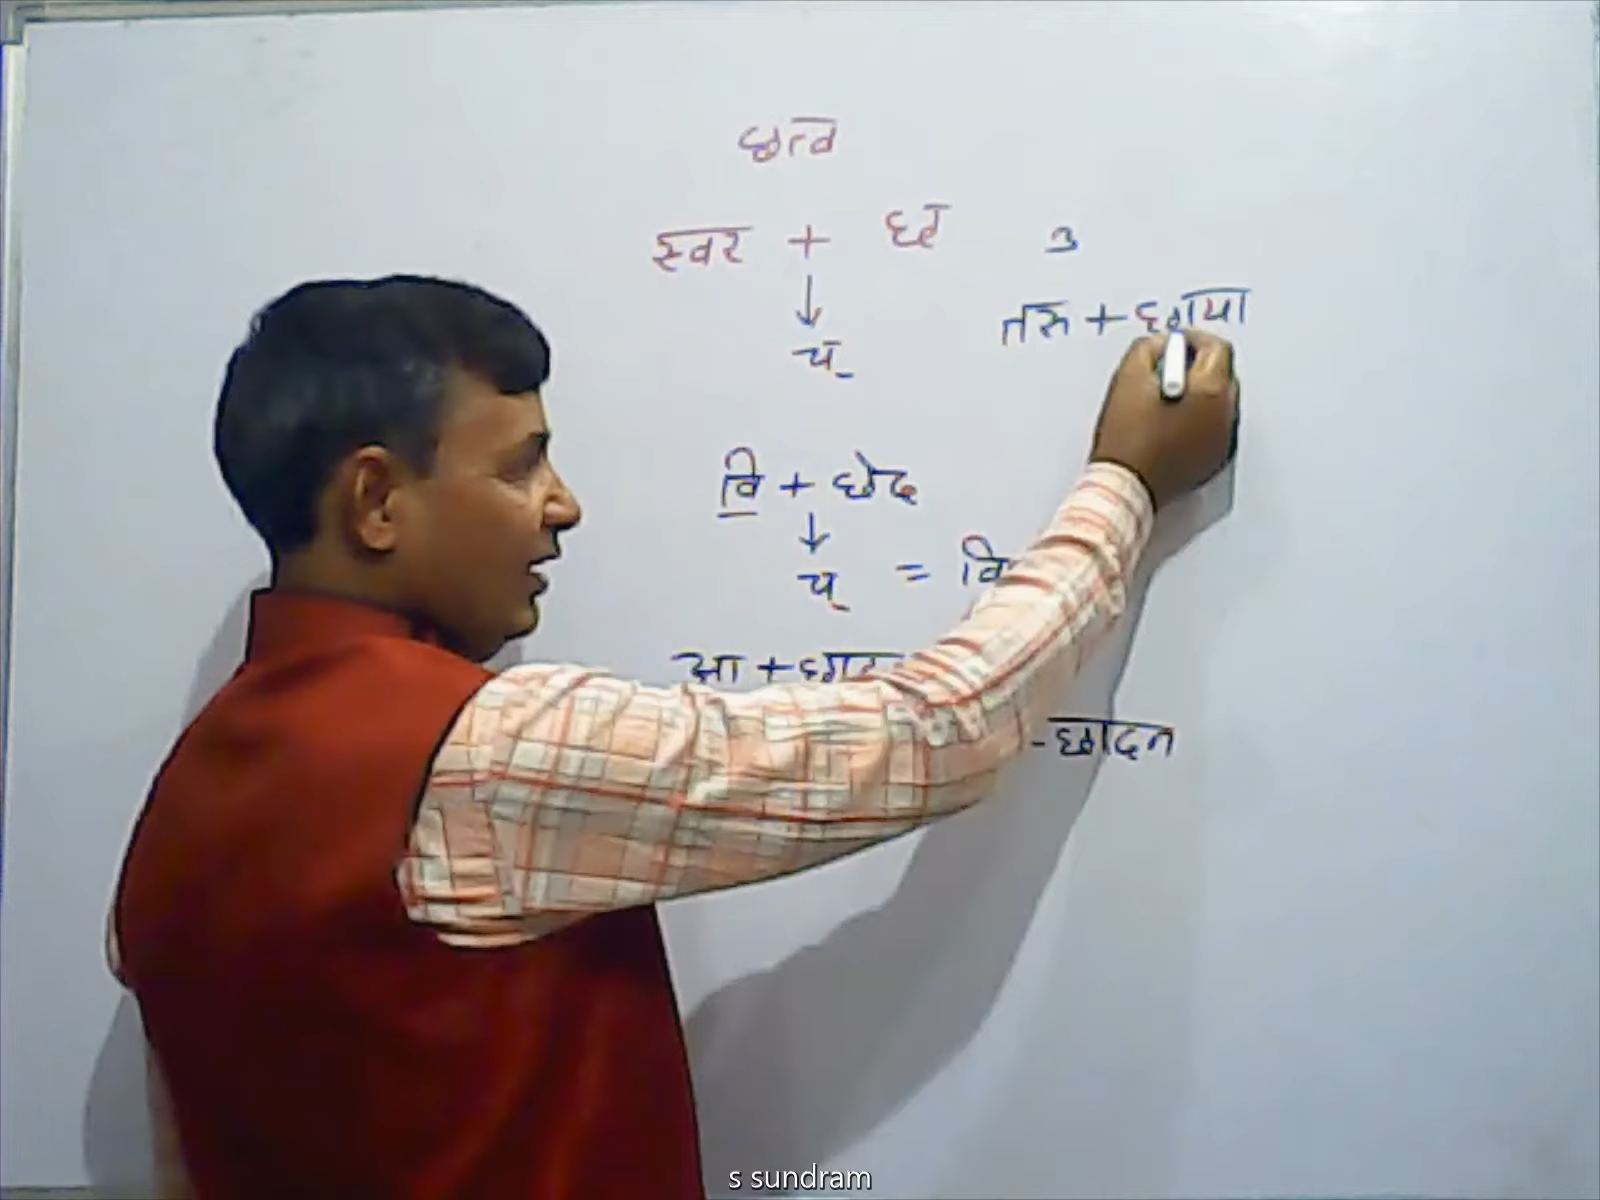 छत्व
स्वर + छ
↓
च्
उ
तरु + छाया
वि + छेद
↓
च् = वि
आ + छाद
-छादन
s sundram